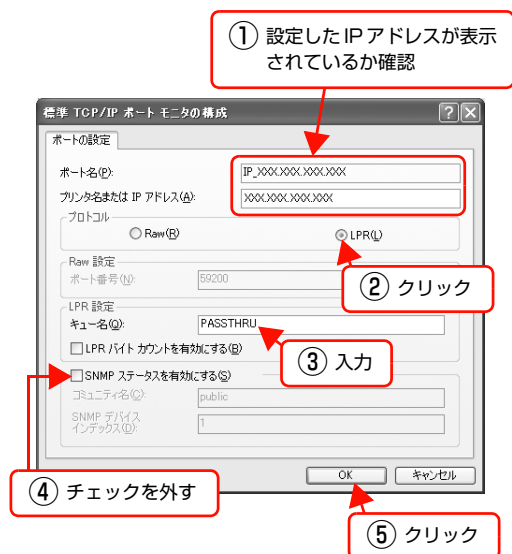 ① 設定したIPアドレスが表示
されているか確認
標準 TCP/IP ポート モニタの構成
ポートの設定
ポート名(P):
IP_XXX.XXX.XXX.XXX
プリンタ名または IP アドレス(A):
XXX.XXX.XXX.XXX
プロトコル
Raw(R)
LPR(L)
② クリック
Raw 設定
ポート番号(N):
59200
LPR 設定
キュー名(Q):
PASSTHRU
③ 入力
LPR バイト カウントを有効にする(B)
SNMP ステータスを有効にする(S)
コミュニティ名(C):
public
SNMP デバイス
インデックス(D):
1
④ チェックを外す
OK
キャンセル
⑤ クリック